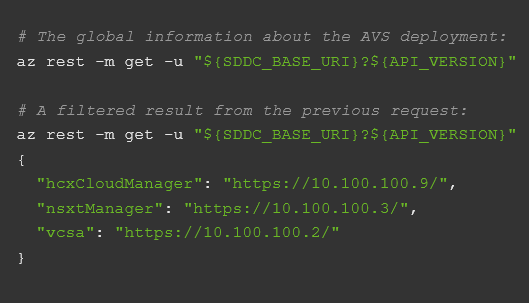 # The global information about the AVS deployment:
az rest -m get -u "${SDDC_BASE_URI}?${API_VERSION}"
# A filtered result from the previous request:
az rest -m get -u "${SDDC_BASE_URI}?${API_VERSION}"
{
"hcxCloudManager": "https://10.100.100.9/",
"nsxtManager": "https://10.100.100.3/",
"vcsa": "https://10.100.100.2/"
}